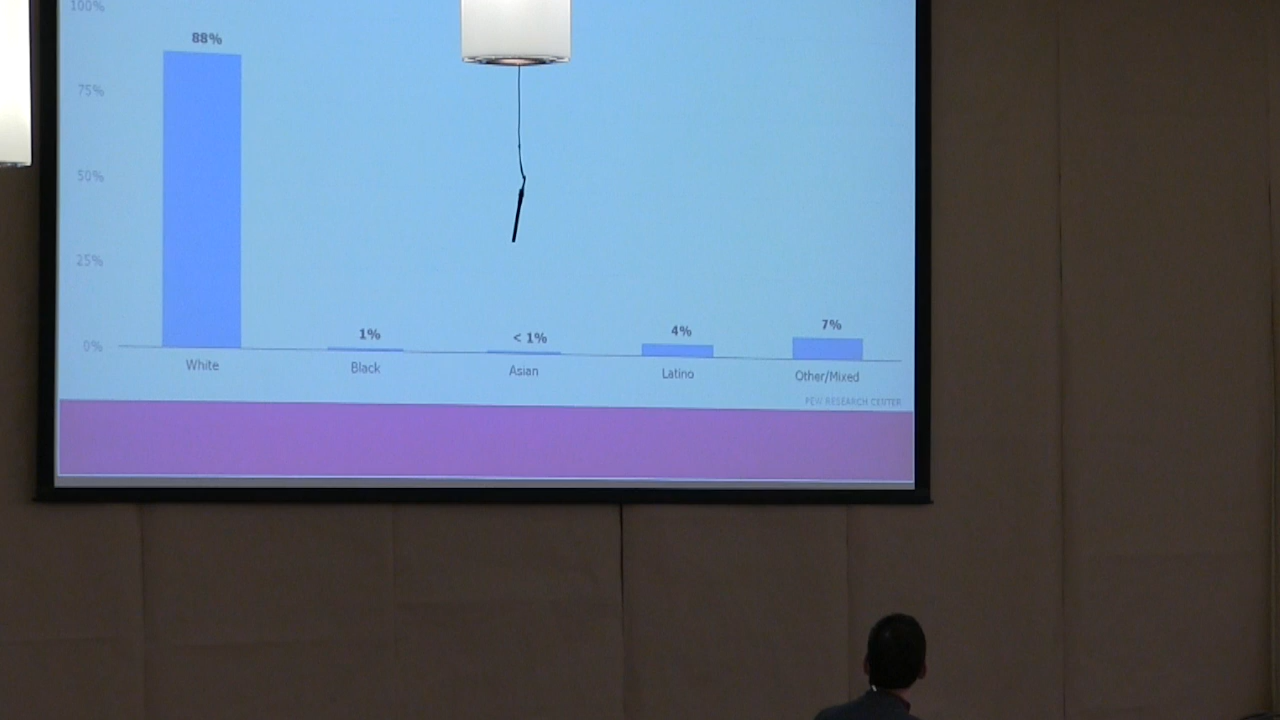 100%
88%
75%
50%
25%
0%
1%
< 1%
4%
7%
White
Black
Asian
Latino
Other/Mixed
PEW RESEARCH CENTER